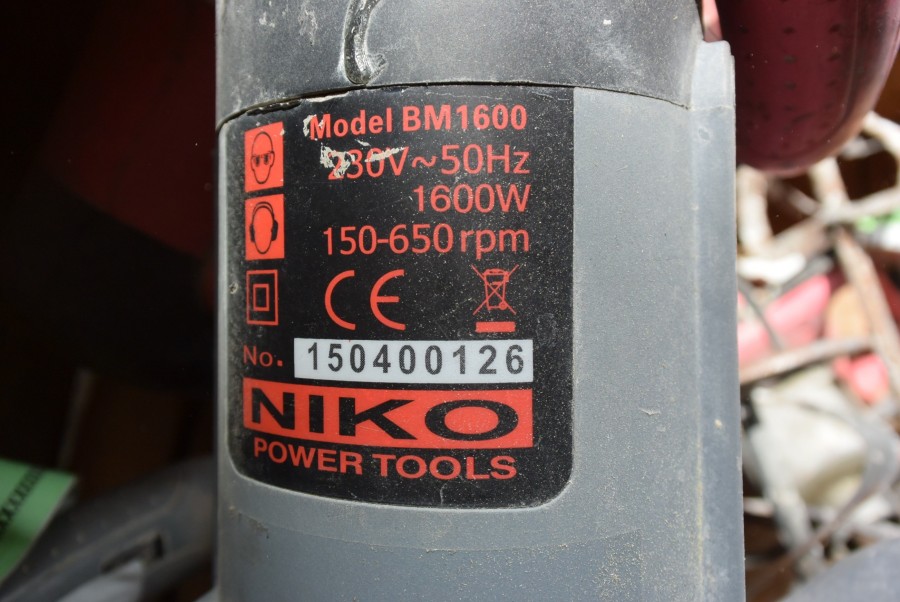 Model BM1600
230V~50Hz
1600W
150-650 rpm
CE
No. 150400126
NIKO
POWER TOOLS